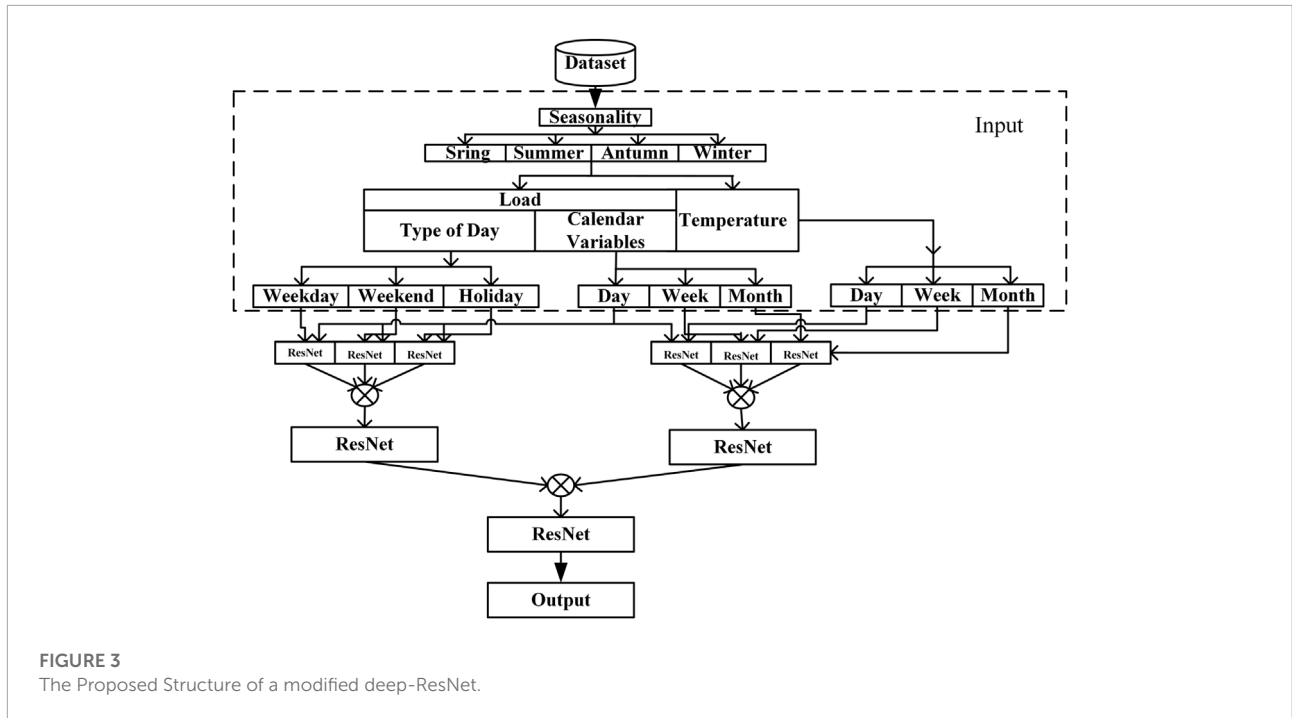 Dataset
Input
Seasonality
Sring Summer Antumn Winter
Load
Type of Day
Calendar
Variables
Temperature
Weekday Weekend Holiday
Day Week Month
Day Week Month
ResNet ResNet ResNet
ResNet ResNet ResNet
ResNet
ResNet
ResNet
Output
FIGURE 3
The Proposed Structure of a modified deep-ResNet.